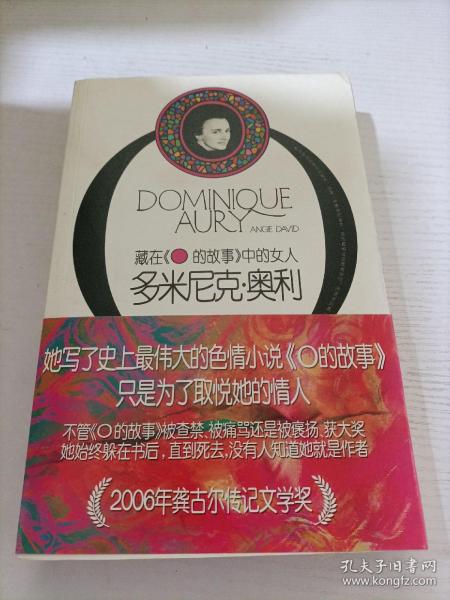 DOMINIQUE
AURY
ANGIE DAVID
藏在《O的故事》中的女人
多米尼克·奥利
她写了史上最伟大的色情小说《O的故事》
只是为了取悦她的情人
不管《O的故事》被查禁、被痛骂还是被褒扬、获大奖
她始终躲在书后，直到死去，没有人知道她就是作者
2006年龚古尔传记文学奖
孔夫子旧书网
www.kongfz.com